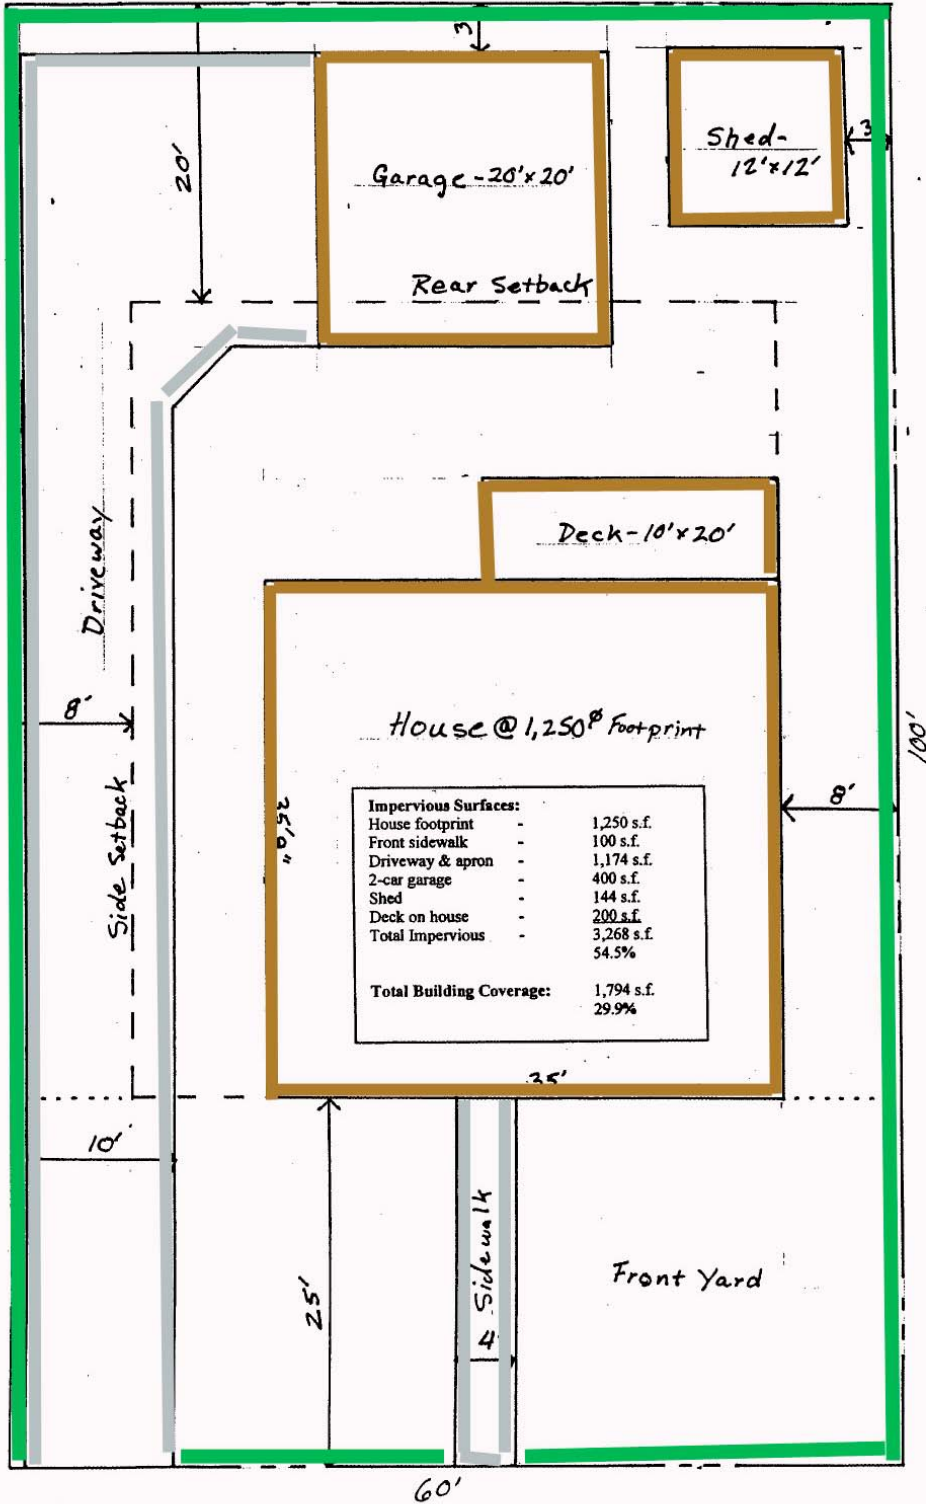 3
20'
Garage-20'x20'
Shed-
12'x12'
3
Rear Setback
Driveway
Deck-10'x20'
8'
House @ 1,250ø Footprint
100'
8'
Side Setback
Impervious Surfaces:
House footprint - 1,250 s.f.
Front sidewalk - 100 s.f.
Driveway & apron - 1,174 s.f.
2-car garage - 400 s.f.
Shed - 144 s.f.
Deck on house - 200 s.f.
Total Impervious - 3,268 s.f.
54.5%
Total Building Coverage: 1,794 s.f.
29.9%
35'
10'
25'
Sidewalk
4
Front Yard
60'